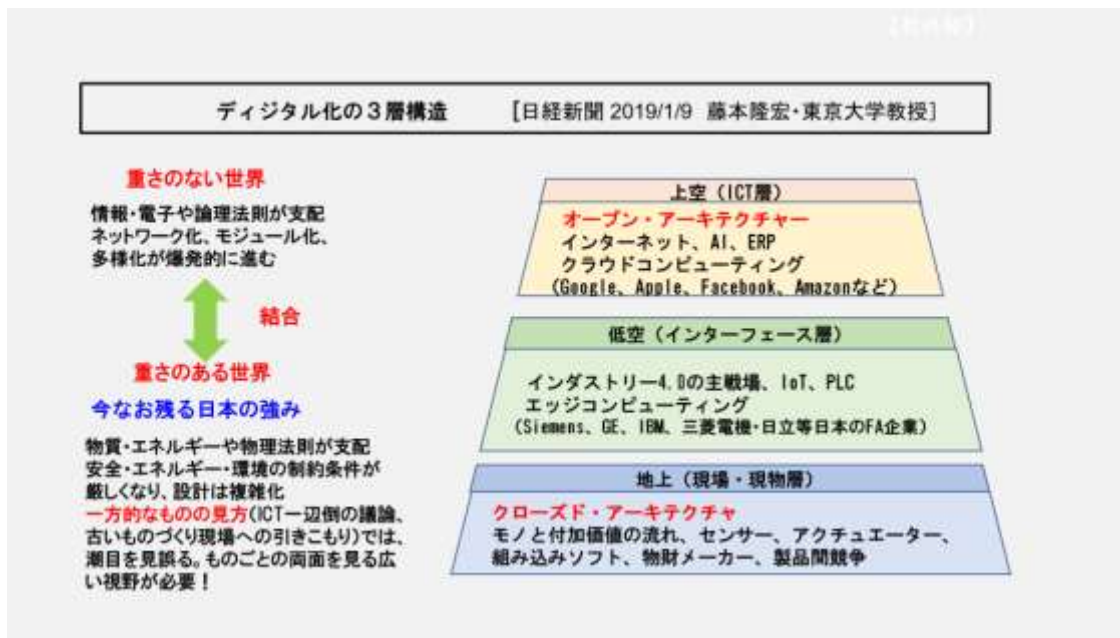 ディジタル化の3層構造 [日経新聞 2019/1/9 藤本隆宏・東京大学教授]
重さのない世界
情報・電子や論理法則が支配
ネットワーク化、モジュール化、
多様化が爆発的に進む
結合
重さのある世界
今なお残る日本の強み
物質・エネルギーや物理法則が支配
安全・エネルギー・環境の制約条件が
厳しくなり、設計は複雑化
一方的なものの見方(ICT一辺倒の議論、
古いものづくり現場への引きこもり)では、
潮目を見誤る。ものごとの両面を見る広
い視野が必要！
上空（ICT層）
オープン・アーキテクチャー
インターネット、AI、ERP
クラウドコンピューティング
(Google、Apple、Facebook、Amazonなど)
低空（インターフェース層）
インダストリー4.0の主戦場、IoT、PLC
エッジコンピューティング
(Siemens、GE、IBM、三菱電機・日立等日本のFA企業)
地上（現場・現物層）
クローズド・アーキテクチャ
モノと付加価値の流れ、センサー、アクチュエーター、
組み込みソフト、物財メーカー、製品間競争